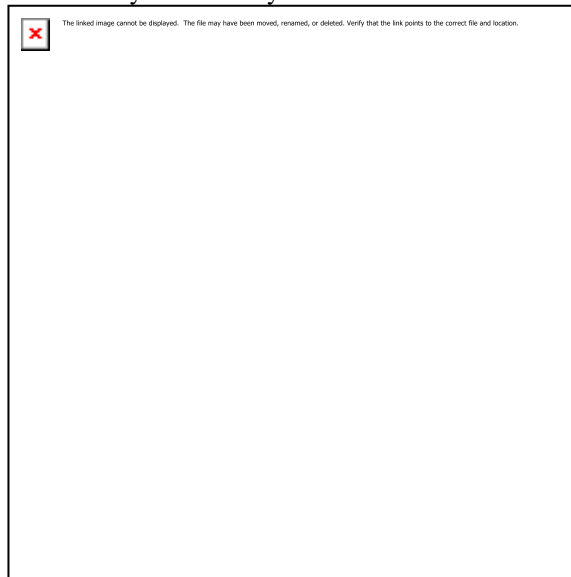 The linked image cannot be displayed. The file may have been moved, renamed, or deleted. Verify that the link points to the correct file and location.